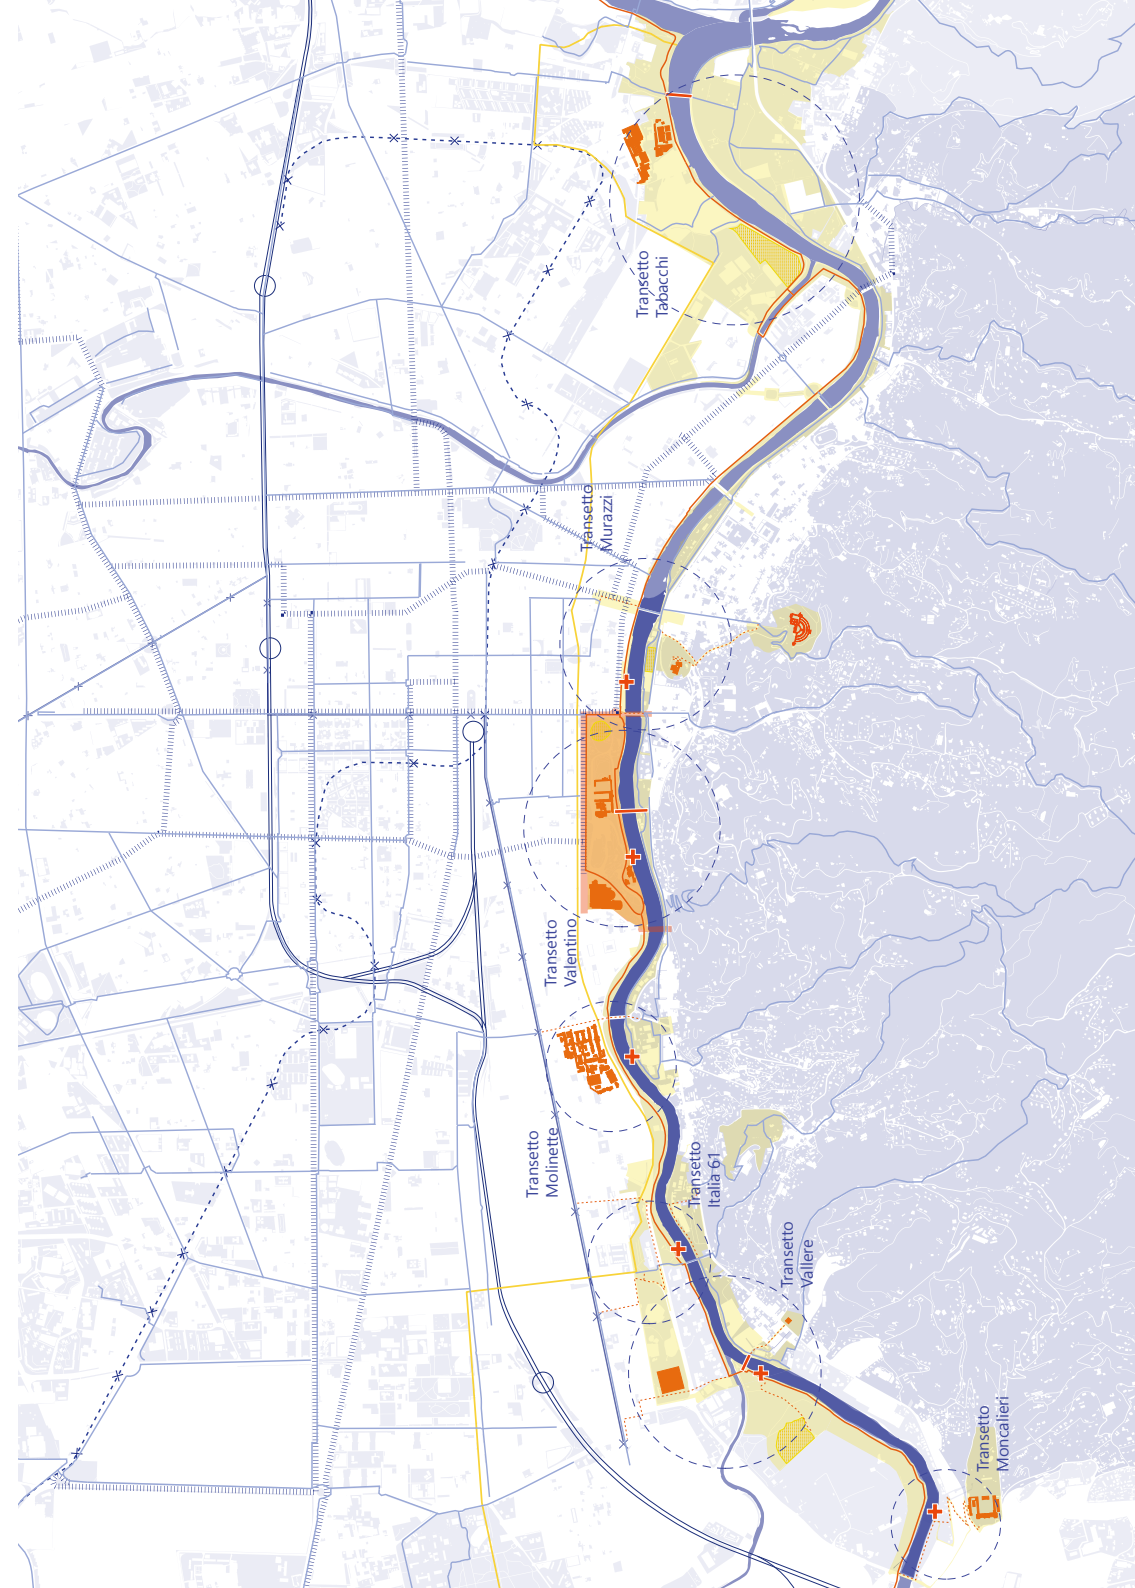 Transetto
Tabacchi
Transetto
Murazzi
Transetto
Valentino
Transetto
Molinette
Transetto
Italia 61
Transetto
Vallere
Transetto
Moncalieri